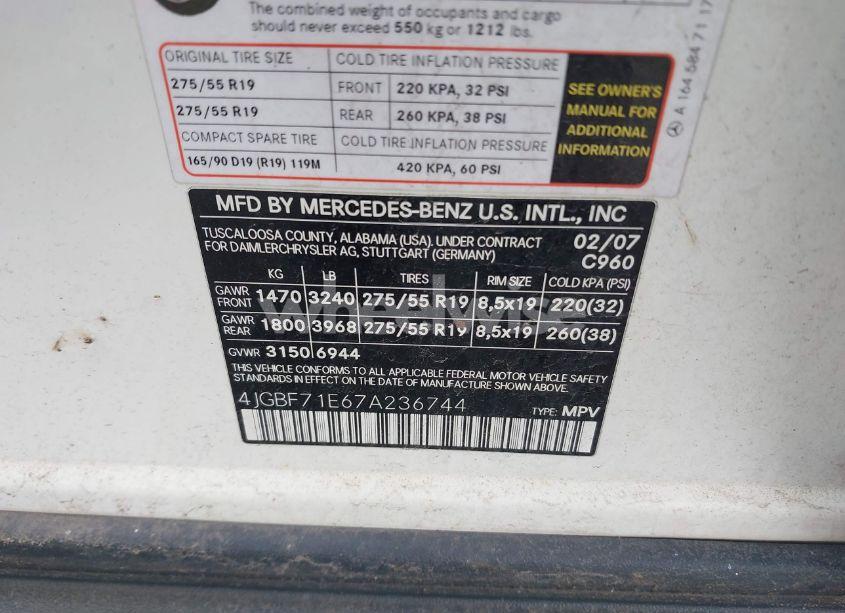 The combined weight of occupants and cargo
should never exceed 550 kg or 1212 lbs.
ORIGINAL TIRE SIZE COLD TIRE INFLATION PRESSURE
275/55 R19 FRONT 220 KPA, 32 PSI
275/55 R19 REAR 260 KPA, 38 PSI
COMPACT SPARE TIRE COLD TIRE INFLATION PRESSURE
165/90 D19 (R19) 119M 420 KPA, 60 PSI
SEE OWNER'S
MANUAL FOR
ADDITIONAL
INFORMATION
A 164 584 71 17
MFD BY MERCEDES-BENZ U.S. INTL., INC
TUSCALOOSA COUNTY, ALABAMA (USA). UNDER CONTRACT 02/07
FOR DAIMLERCHRYSLER AG, STUTTGART (GERMANY) C960
KG LB TIRES RIM SIZE COLD KPA (PSI)
GAWR FRONT 1470 3240 275/55 R19 8,5x19 220(32)
GAWR REAR 1800 3968 275/55 R19 8,5x19 260(38)
GVWR 3150 6944
THIS VEHICLE CONFORMS TO ALL APPLICABLE FEDERAL MOTOR VEHICLE SAFETY
STANDARDS IN EFFECT ON THE DATE OF MANUFACTURE SHOWN ABOVE.
4JGBF71E67A236744 TYPE: MPV
wheelwise